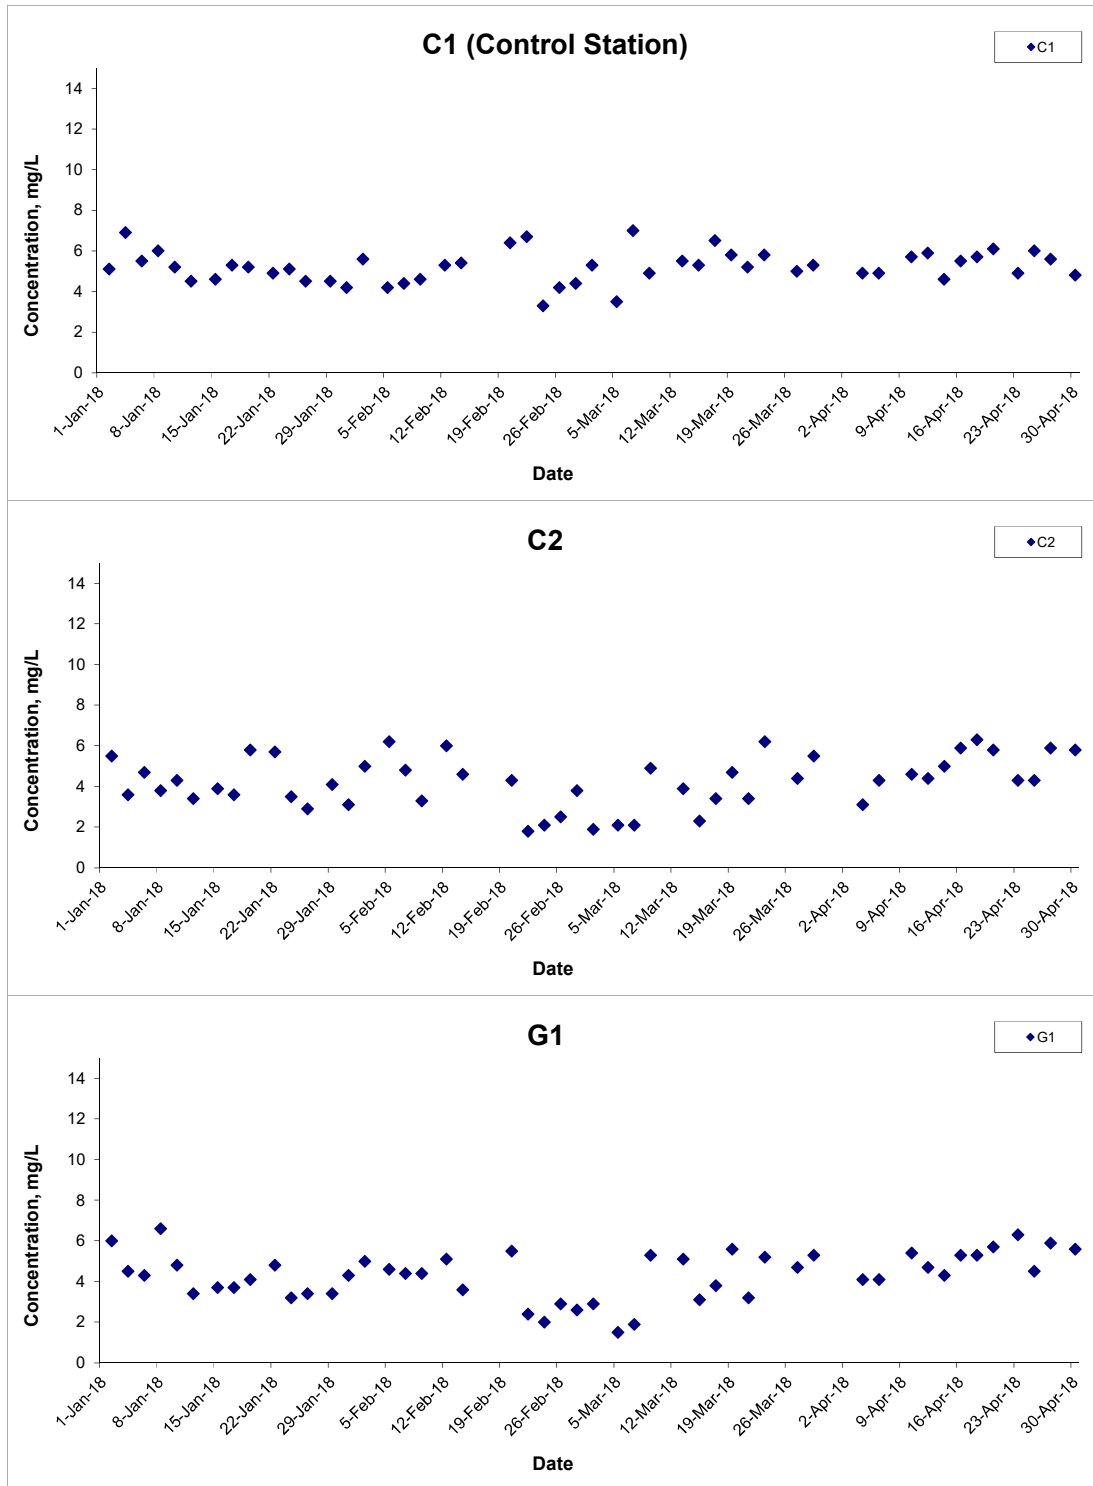 C1 (Control Station)
C1
Concentration, mg/L
14
12
10
8
6
4
2
0
1-Jan-18
8-Jan-18
15-Jan-18
22-Jan-18
29-Jan-18
5-Feb-18
12-Feb-18
19-Feb-18
26-Feb-18
5-Mar-18
12-Mar-18
19-Mar-18
26-Mar-18
2-Apr-18
9-Apr-18
16-Apr-18
23-Apr-18
30-Apr-18
Date
C2
C2
Concentration, mg/L
14
12
10
8
6
4
2
0
1-Jan-18
8-Jan-18
15-Jan-18
22-Jan-18
29-Jan-18
5-Feb-18
12-Feb-18
19-Feb-18
26-Feb-18
5-Mar-18
12-Mar-18
19-Mar-18
26-Mar-18
2-Apr-18
9-Apr-18
16-Apr-18
23-Apr-18
30-Apr-18
Date
G1
G1
Concentration, mg/L
14
12
10
8
6
4
2
0
1-Jan-18
8-Jan-18
15-Jan-18
22-Jan-18
29-Jan-18
5-Feb-18
12-Feb-18
19-Feb-18
26-Feb-18
5-Mar-18
12-Mar-18
19-Mar-18
26-Mar-18
2-Apr-18
9-Apr-18
16-Apr-18
23-Apr-18
30-Apr-18
Date